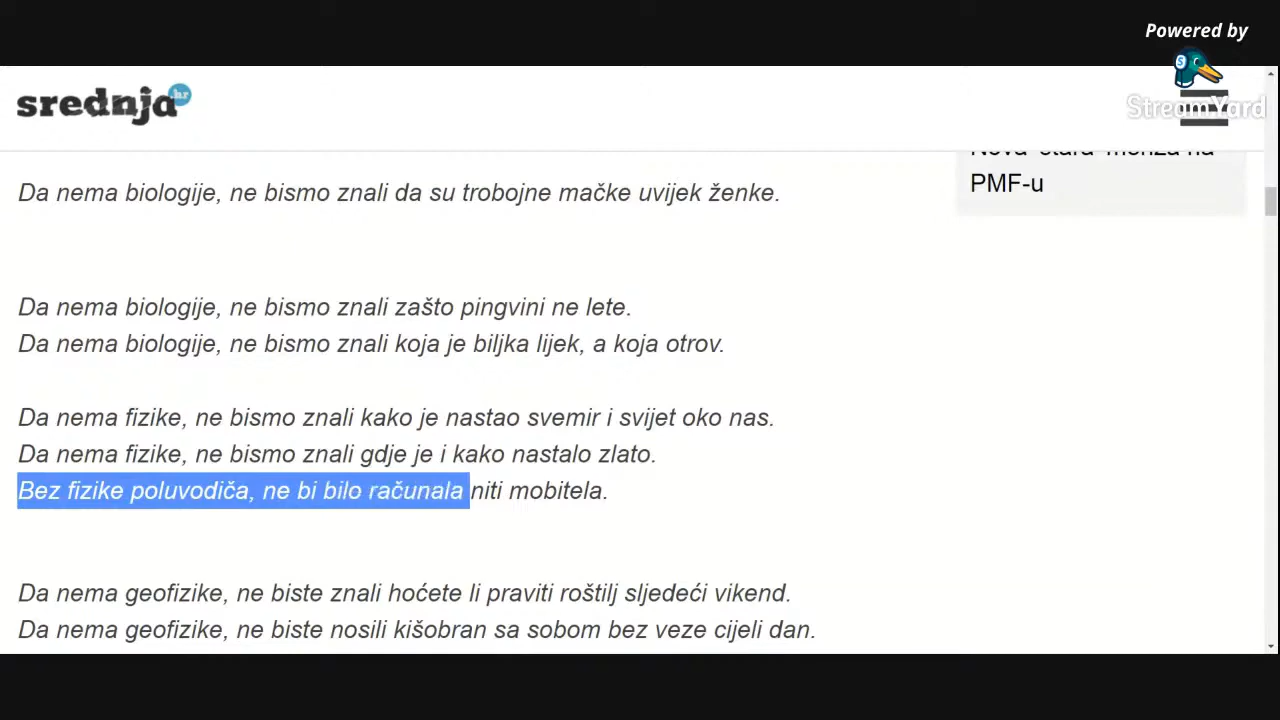 Powered by
StreamYard
srednja.hr
PMF-u
Da nema biologije, ne bismo znali da su trobojne mačke uvijek ženke.
Da nema biologije, ne bismo znali zašto pingvini ne lete.
Da nema biologije, ne bismo znali koja je biljka lijek, a koja otrov.
Da nema fizike, ne bismo znali kako je nastao svemir i svijet oko nas.
Da nema fizike, ne bismo znali gdje je i kako nastalo zlato.
Bez fizike poluvodiča, ne bi bilo računala niti mobitela.
Da nema geofizike, ne biste znali hoćete li praviti roštilj sljedeći vikend.
Da nema geofizike, ne biste nosili kišobran sa sobom bez veze cijeli dan.